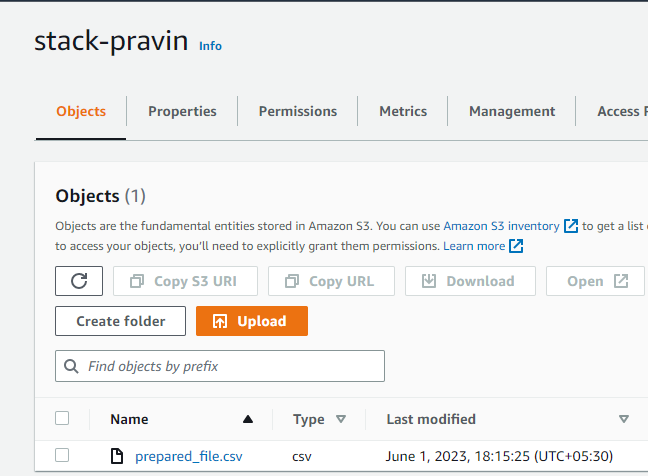 stack-pravin Info
Objects Properties Permissions Metrics Management Access
Objects (1)
Objects are the fundamental entities stored in Amazon S3. You can use Amazon S3 inventory to get a list
to access your objects, you'll need to explicitly grant them permissions. Learn more
Copy S3 URI Copy URL Download Open
Create folder Upload
Find objects by prefix
Name Type Last modified
prepared_file.csv csv June 1, 2023, 18:15:25 (UTC+05:30)